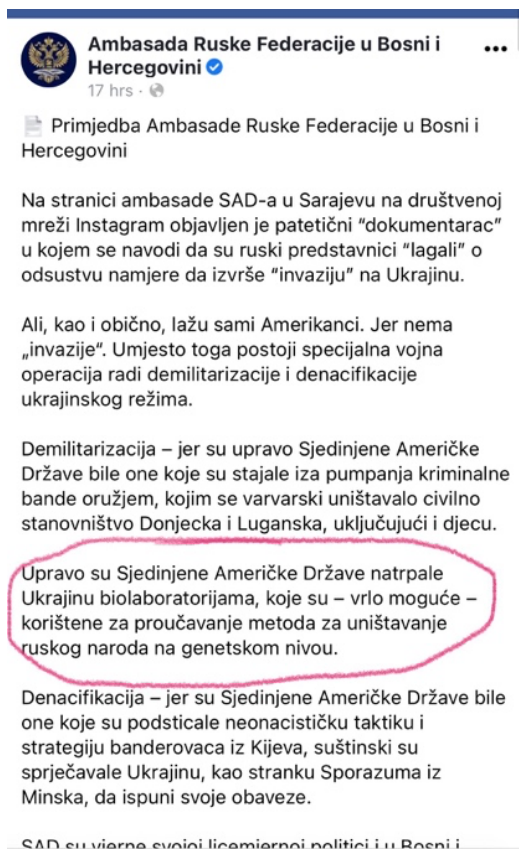 Ambasada Ruske Federacije u Bosni i
Hercegovini
17 hrs ·
Primjedba Ambasade Ruske Federacije u Bosni i
Hercegovini
Na stranici ambasade SAD-a u Sarajevu na društvenoj
mreži Instagram objavljen je patetični “dokumentarac”
u kojem se navodi da su ruski predstavnici “lagali” o
odsustvu namjere da izvrše “invaziju” na Ukrajinu.
Ali, kao i obično, lažu sami Amerikanci. Jer nema
„invazije“. Umjesto toga postoji specijalna vojna
operacija radi demilitarizacije i denacifikacije
ukrajinskog režima.
Demilitarizacija – jer su upravo Sjedinjene Američke
Države bile one koje su stajale iza pumpanja kriminalne
bande oružjem, kojim se varvarski uništavalo civilno
stanovništvo Donjecka i Luganska, uključujući i djecu.
Upravo su Sjedinjene Američke Države natrpale
Ukrajinu biolaboratorijama, koje su – vrlo moguće –
korištene za proučavanje metoda za uništavanje
ruskog naroda na genetskom nivou.
Denacifikacija – jer su Sjedinjene Američke Države bile
one koje su podsticale neonacističku taktiku i
strategiju banderovaca iz Kijeva, suštinski su
sprječavale Ukrajinu, kao stranku Sporazuma iz
Minska, da ispuni svoje obaveze.
SAD su vjerne svojoj licemjernoj politici i u Bosni i